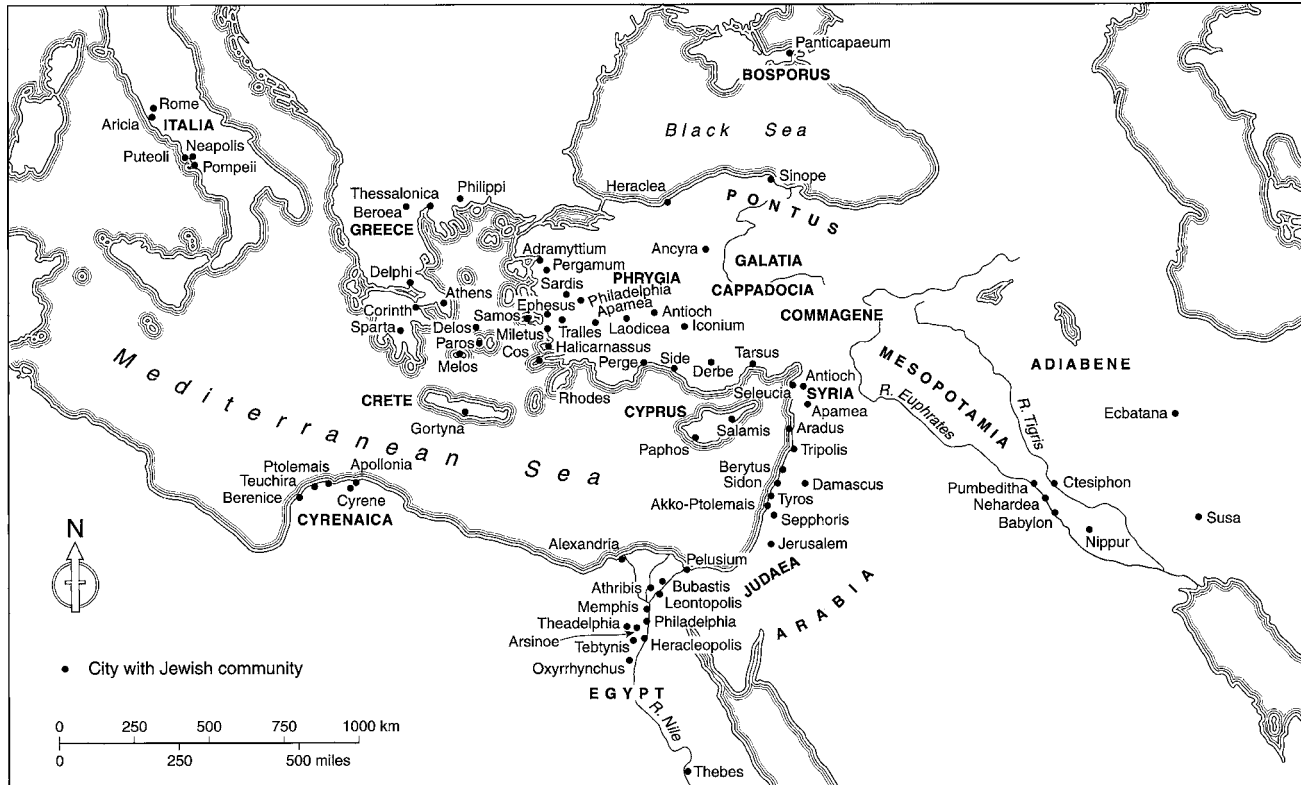 Panticapaeum
BOSPORUS
Black Sea
Rome
Aricia
ITALIA
Neapolis
Puteoli
Pompeii
Sinope
Heraclea
PONTUS
Philippi
Thessalonica
Beroea
GREECE
Ancyra
GALATIA
CAPPADOCIA
COMMAGENE
Adramyttium
Pergamum
PHRYGIA
Sardis
Philadelphia
Delphi
Athens
Corinth
Sparta
Ephesus
Apamea
Samos
Antioch
Laodicea
Iconium
Delos
Miletus
Tralles
Paros
Halicarnassus
Cos
Melos
Perge
Side
Derbe
Tarsus
Rhodes
Antioch
Seleucia
SYRIA
Apamea
MESOPOTAMIA
ADIABENE
R. Euphrates
R. Tigris
Ecbatana
CRETE
Gortyna
CYPRUS
Salamis
Paphos
Aradus
Tripolis
Mediterranean Sea
Ptolemais
Apollonia
Teuchira
Berenice
Cyrene
CYRENAICA
Berytus
Sidon
Damascus
Akko-Ptolemais
Tyros
Sepphoris
Jerusalem
Pumbeditha
Ctesiphon
Nehardea
Babylon
Nippur
Susa
N
Alexandria
Pelusium
JUDAEA
ARABIA
Athribis
Bubastis
Leontopolis
Memphis
Theadelphia
Philadelphia
Arsinoe
Tebtynis
Heracleopolis
Oxyrrhynchus
EGYPT
R. Nile
Thebes
City with Jewish community
0 250 500 750 1000 km
0 250 500 miles